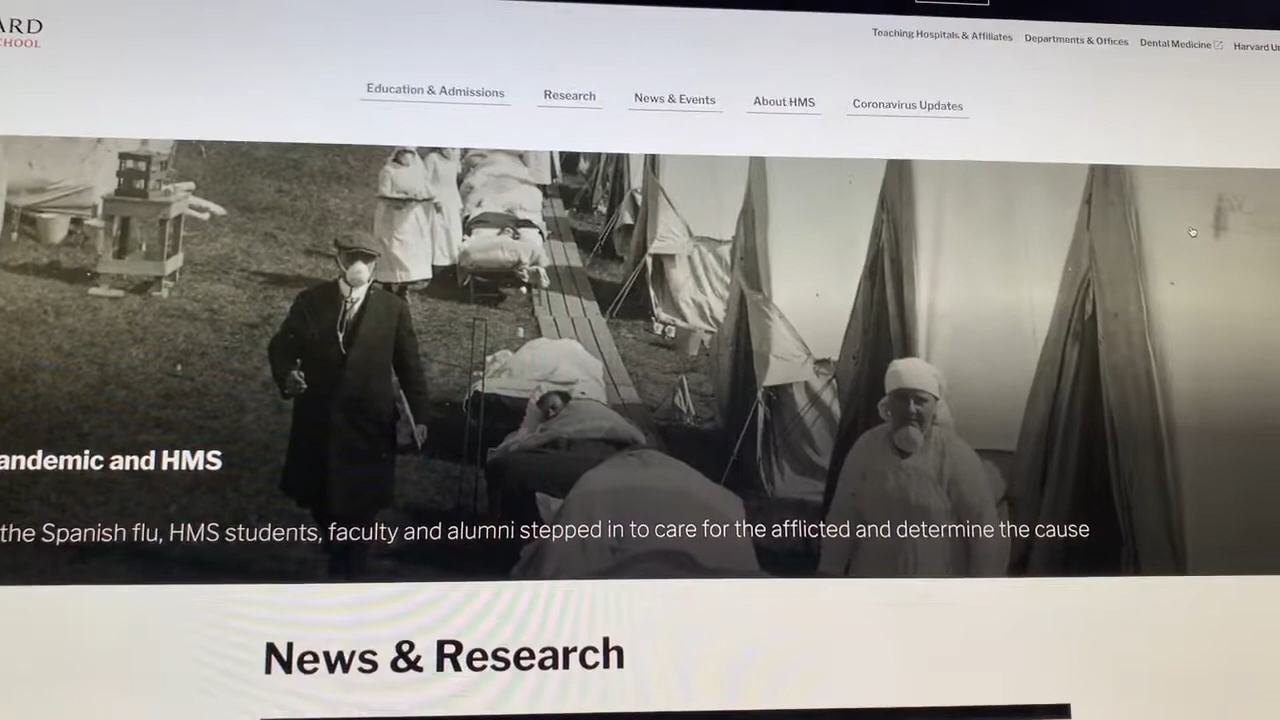 ARD
CHOOL
Teaching Hospitals & Affiliates Departments & Offices Dental Medicine Harvard
Education & Admissions Research News & Events About HMS Coronavirus Updates
andemic and HMS
the Spanish flu, HMS students, faculty and alumni stepped in to care for the afflicted and determine the cause
News & Research